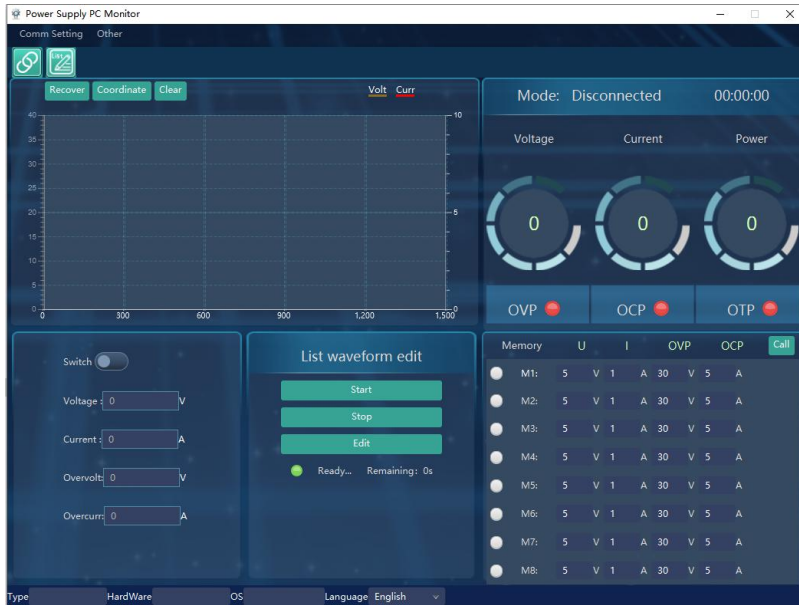 Power Supply PC Monitor
Comm Setting Other
List
Recover Coordinate Clear Volt Curr
Mode: Disconnected 00:00:00
40 10
35
30
25
20 5
15
10
5
0 0
0 300 600 900 1,200 1,500
Voltage Current Power
0 0 0
OVP OCP OTP
Switch
Voltage : 0 V
Current : 0 A
Overvolt: 0 V
Overcurr: 0 A
List waveform edit
Start
Stop
Edit
Ready... Remaining: 0s
Memory U I OVP OCP Call
M1: 5 V 1 A 30 V 5 A
M2: 5 V 1 A 30 V 5 A
M3: 5 V 1 A 30 V 5 A
M4: 5 V 1 A 30 V 5 A
M5: 5 V 1 A 30 V 5 A
M6: 5 V 1 A 30 V 5 A
M7: 5 V 1 A 30 V 5 A
M8: 5 V 1 A 30 V 5 A
Type HardWare OS Language English